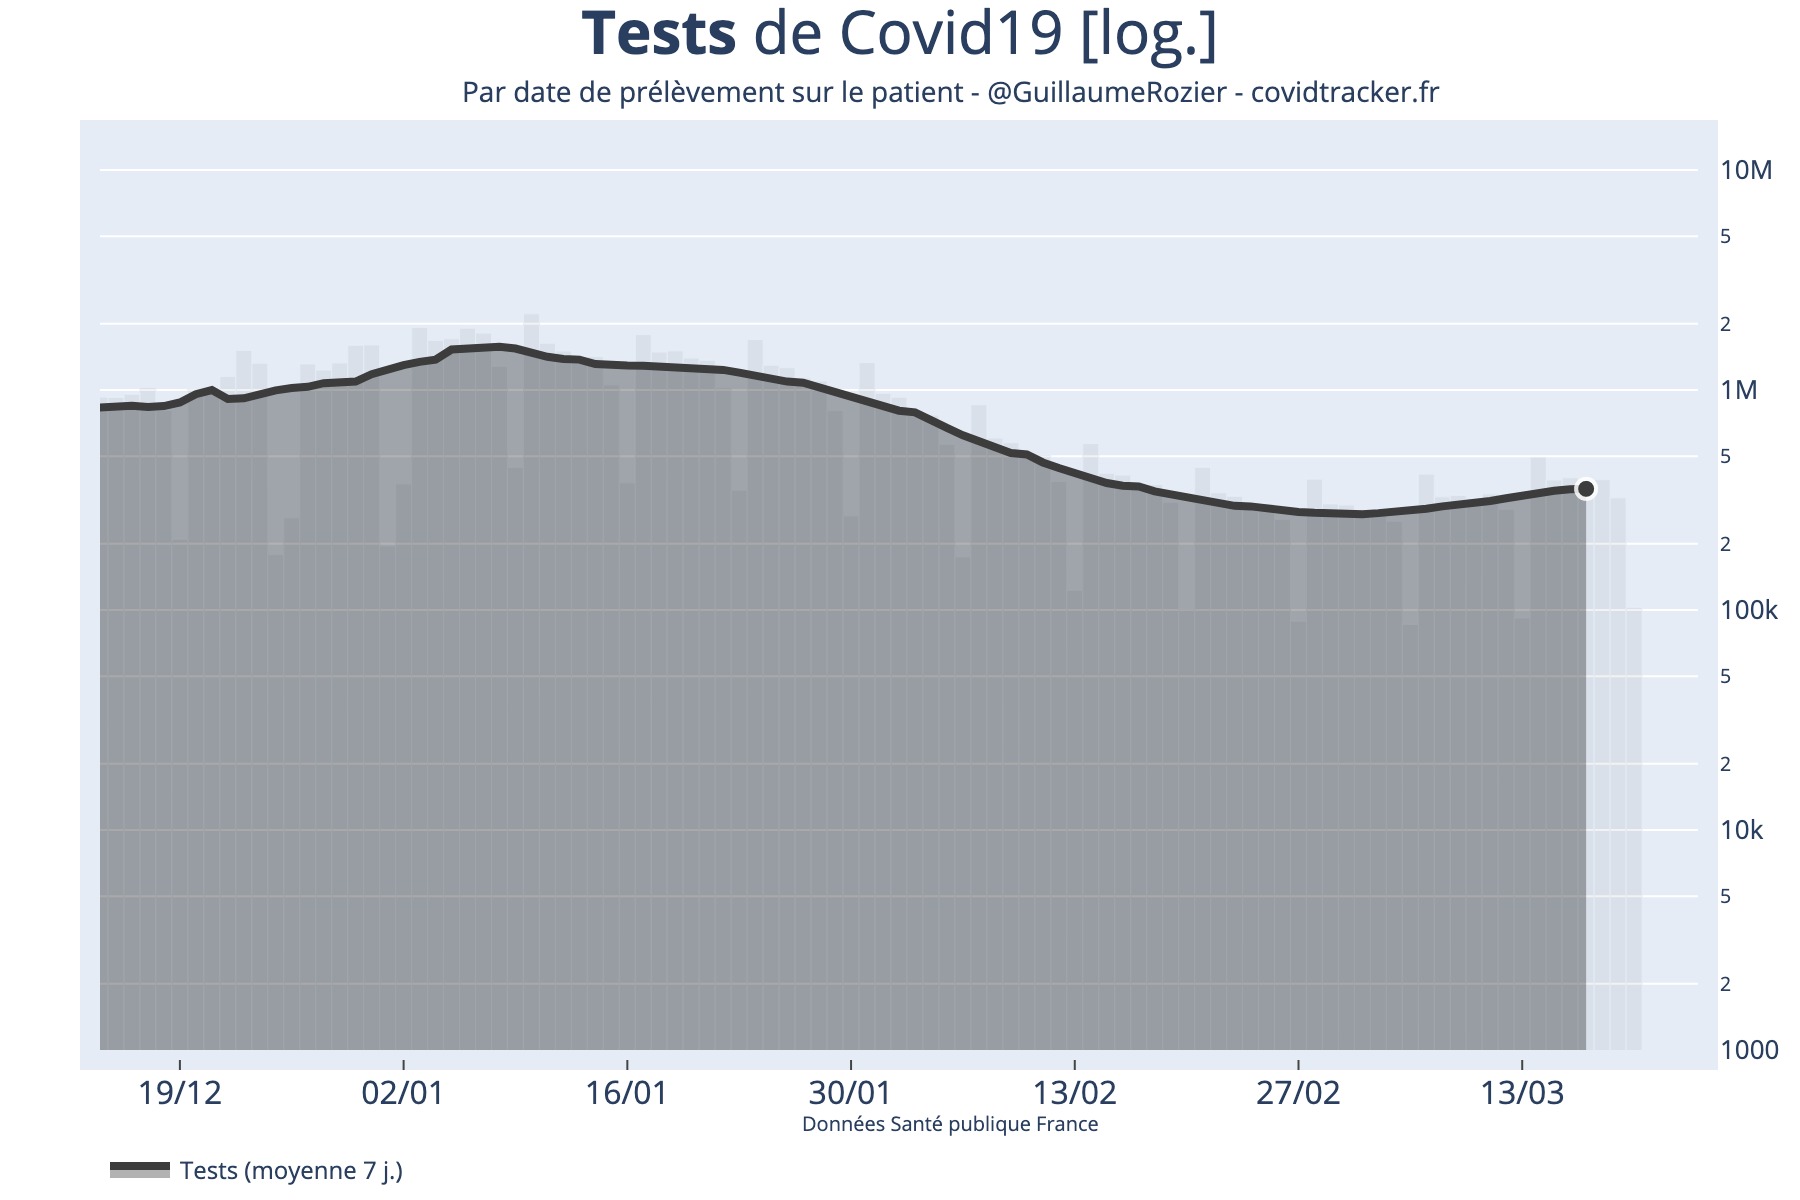 Tests de Covid19 [log.]
Par date de prélèvement sur le patient - @GuillaumeRozier - covidtracker.fr
10M
5
2
1M
5
2
100k
5
2
10k
5
2
1000
19/12 02/01 16/01 30/01 13/02 27/02 13/03
Données Santé publique France
Tests (moyenne 7 j.)